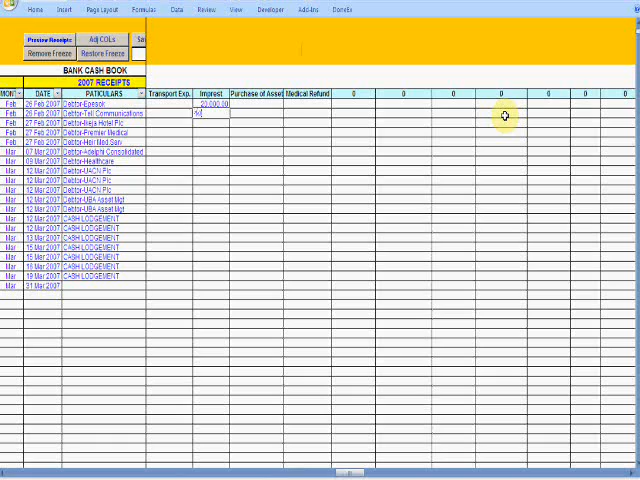 Home Insert Page Layout Formulas Data Review View Developer Add-Ins DoneEx
Preview Receipts AdjCOLs Sav
Remove Freeze Restore Freeze
BANK CASH BOOK
2007 RECEIPTS
MONT DATE PATICULARS Transport Exp. Imprest Purchase of Asset Medical Refund 0 0 0 0 0 0 0
Feb 26 Feb 2007 Debtor-Epesok 20,000.00
Feb 26 Feb 2007 Debtor-Tell Communications
Feb 27 Feb 2007 Debtor-Ikeja Hotel Plc
Feb 27 Feb 2007 Debtor-Premier Medical
Feb 27 Feb 2007 Debtor-Heir Med.Serv
Mar 07 Mar 2007 Debtor-Adelphi Consolidated
Mar 09 Mar 2007 Debtor-Healthcare
Mar 12 Mar 2007 Debtor-UACN Plc
Mar 12 Mar 2007 Debtor-UACN Plc
Mar 12 Mar 2007 Debtor-UACN Plc
Mar 12 Mar 2007 Debtor-UBA Asset Mgt
Mar 12 Mar 2007 Debtor-UBA Asset Mgt
Mar 12 Mar 2007 CASH LODGEMENT
Mar 12 Mar 2007 CASH LODGEMENT
Mar 13 Mar 2007 CASH LODGEMENT
Mar 15 Mar 2007 CASH LODGEMENT
Mar 15 Mar 2007 CASH LODGEMENT
Mar 16 Mar 2007 CASH LODGEMENT
Mar 19 Mar 2007 CASH LODGEMENT
Mar 31 Mar 2007